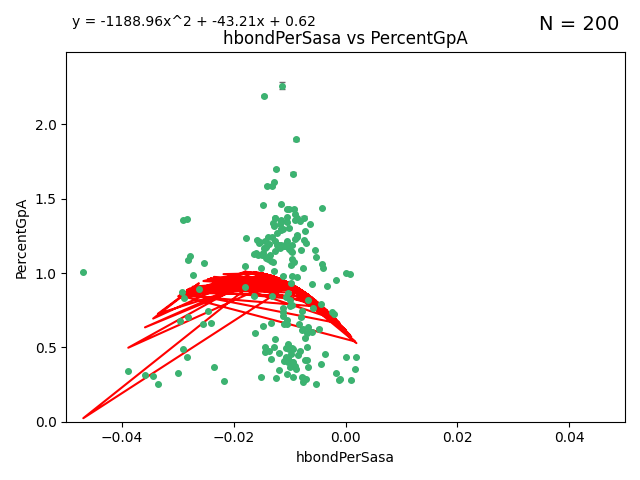 y = -1188.96x^2 + -43.21x + 0.62
N = 200
hbondPerSasa vs PercentGpA
PercentGpA
2.0
1.5
1.0
0.5
0.0
−0.04 −0.02 0.00 0.02 0.04
hbondPerSasa